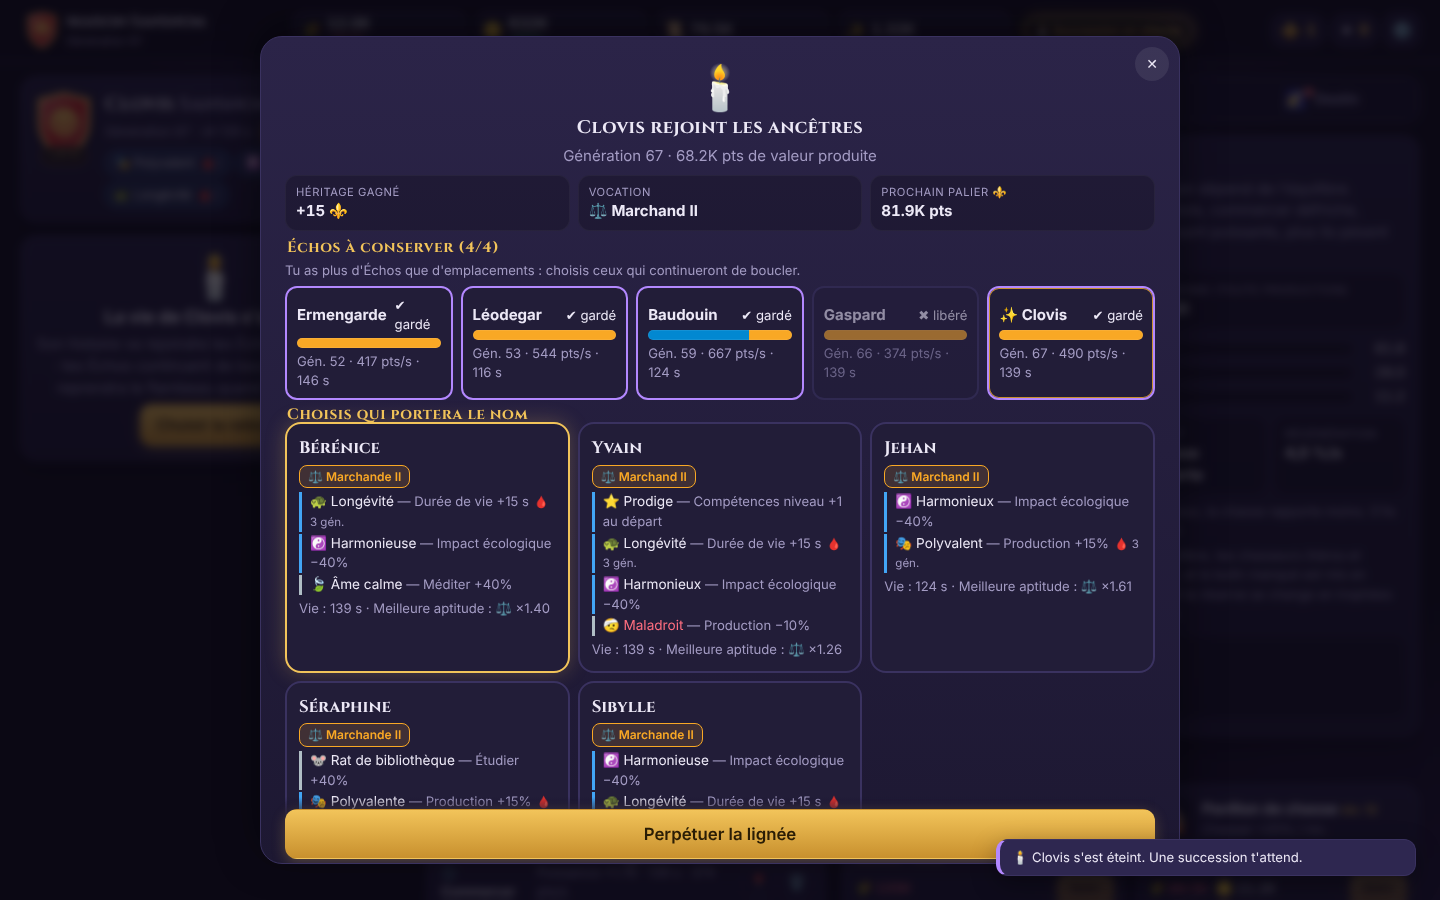 Clovis rejoint les ancêtres
Génération 67 · 68.2K pts de valeur produite
HÉRITAGE GAGNÉ
+15 ⚜️
VOCATION
⚖️ Marchand II
PROCHAIN PALIER ⚜️
81.9K pts
Échos à conserver (4/4)
Tu as plus d'Échos que d'emplacements : choisis ceux qui continueront de boucler.
Ermengarde ✔ gardé
Gén. 52 · 417 pts/s ·
146 s
Léodegar ✔ gardé
Gén. 53 · 544 pts/s ·
116 s
Baudouin ✔ gardé
Gén. 59 · 667 pts/s ·
124 s
Gaspard ✖ libéré
Gén. 66 · 374 pts/s ·
139 s
✨ Clovis ✔ gardé
Gén. 67 · 490 pts/s ·
139 s
Choisis qui portera le nom
Bérénice
⚖️ Marchande II
🐢 Longévité — Durée de vie +15 s 🩸
3 gén.
☯️ Harmonieuse — Impact écologique
−40%
🍃 Âme calme — Méditer +40%
Vie : 139 s · Meilleure aptitude : ⚖️ ×1.40
Yvain
⚖️ Marchand II
⭐ Prodige — Compétences niveau +1
au départ
🐢 Longévité — Durée de vie +15 s 🩸
3 gén.
☯️ Harmonieux — Impact écologique
−40%
🤕 Maladroit — Production −10%
Vie : 139 s · Meilleure aptitude : ⚖️ ×1.26
Jehan
⚖️ Marchand II
☯️ Harmonieux — Impact écologique
−40%
🎭 Polyvalent — Production +15% 🩸 3
gén.
Vie : 124 s · Meilleure aptitude : ⚖️ ×1.61
Séraphine
⚖️ Marchande II
🐭 Rat de bibliothèque — Étudier
+40%
🎭 Polyvalente — Production +15% 🩸
Sibylle
⚖️ Marchande II
☯️ Harmonieuse — Impact écologique
−40%
🐢 Longévité — Durée de vie +15 s 🩸
Perpétuer la lignée
🕯️ Clovis s'est éteint. Une succession t'attend.